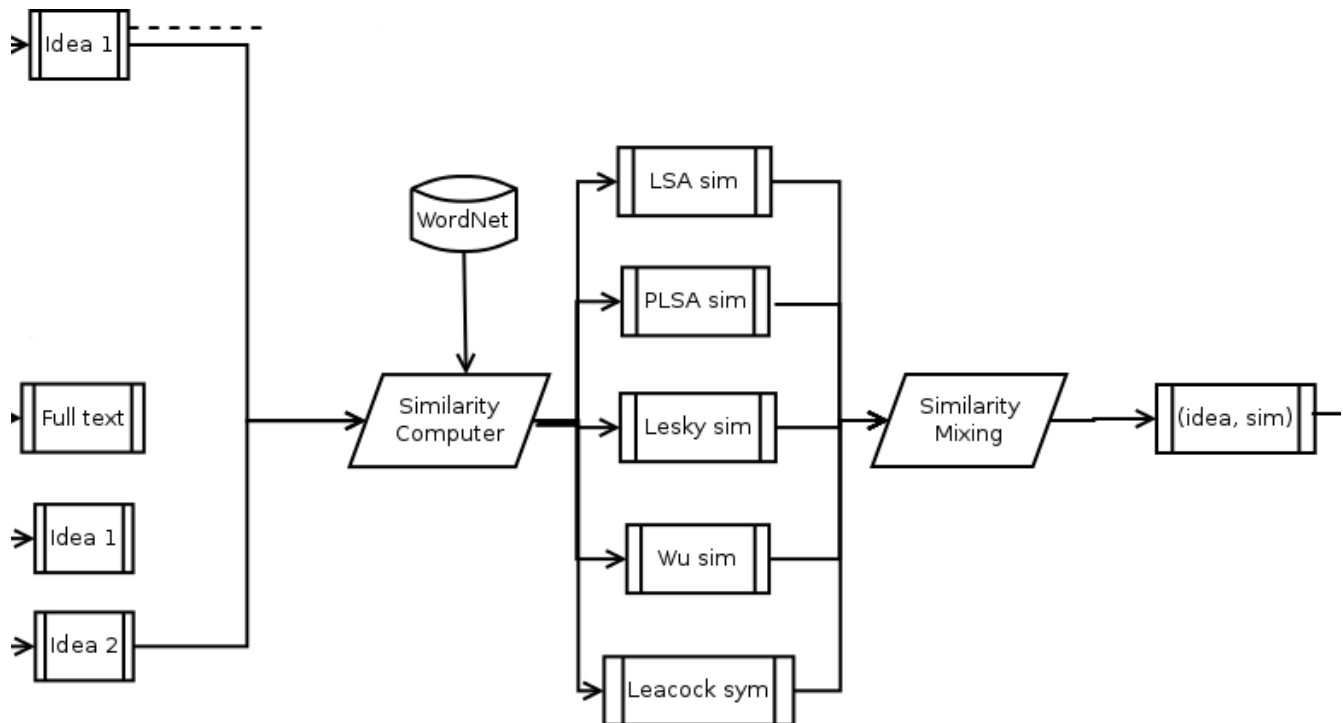 Idea 1
LSA sim
WordNet
PLSA sim
Full text
Similarity
Computer
Lesky sim
Similarity
Mixing
(idea, sim)
Idea 1
Wu sim
Idea 2
Leacock sym